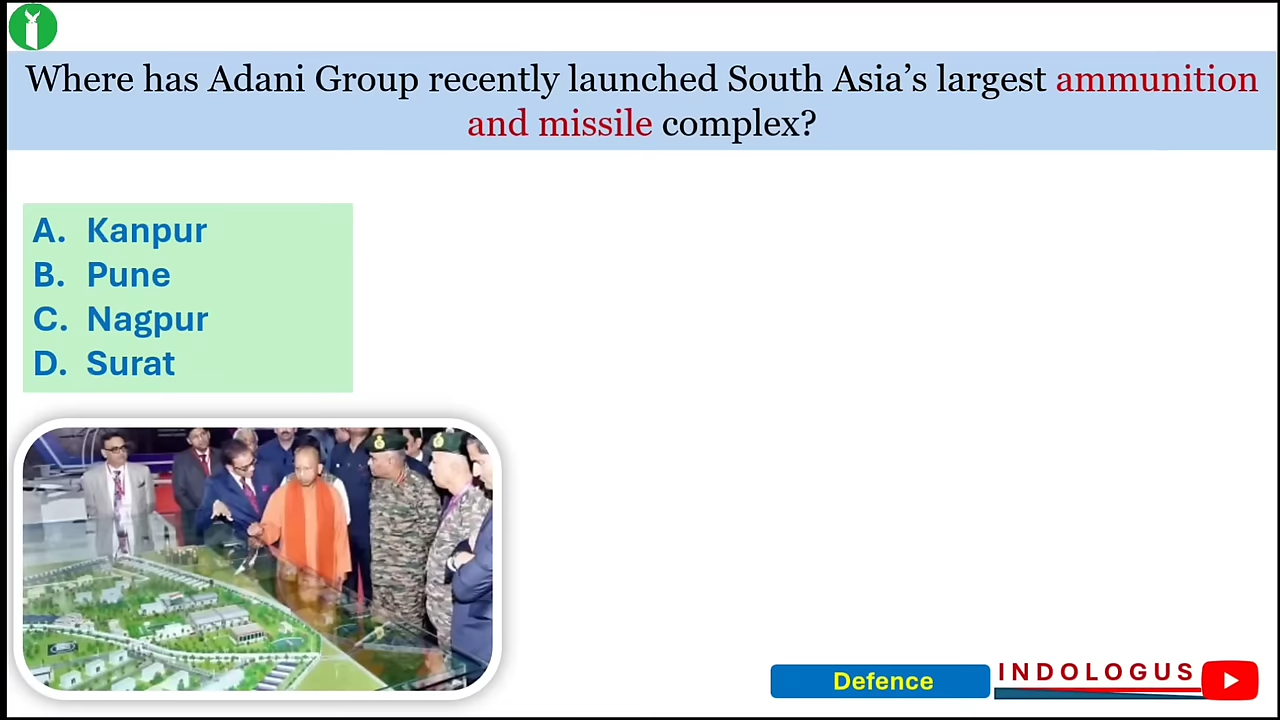 Where has Adani Group recently launched South Asia’s largest ammunition
and missile complex?
A. Kanpur
B. Pune
C. Nagpur
D. Surat
Defence
INDOLOGUS